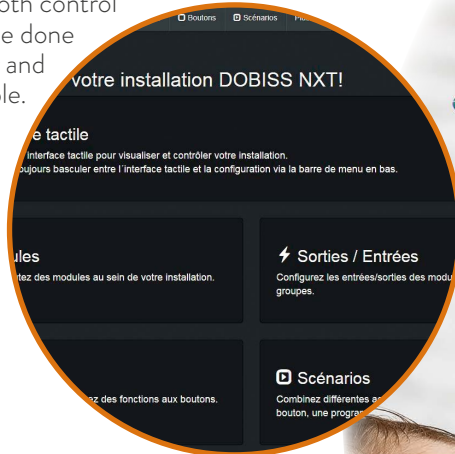 oth control
e done
and
le.
Boutons Scénarios
votre installation DOBISS NXT!
e tactile
interface tactile pour visualiser et contrôler votre installation.
oujours basculer entre l'interface tactile et la configuration via la barre de menu en bas.
ules
tez des modules au sein de votre installation.
Sorties / Entrées
Configurez les entrées/sorties des modu
groupes.
ez des fonctions aux boutons.
Scénarios
Combinez différentes ac
bouton, une progra